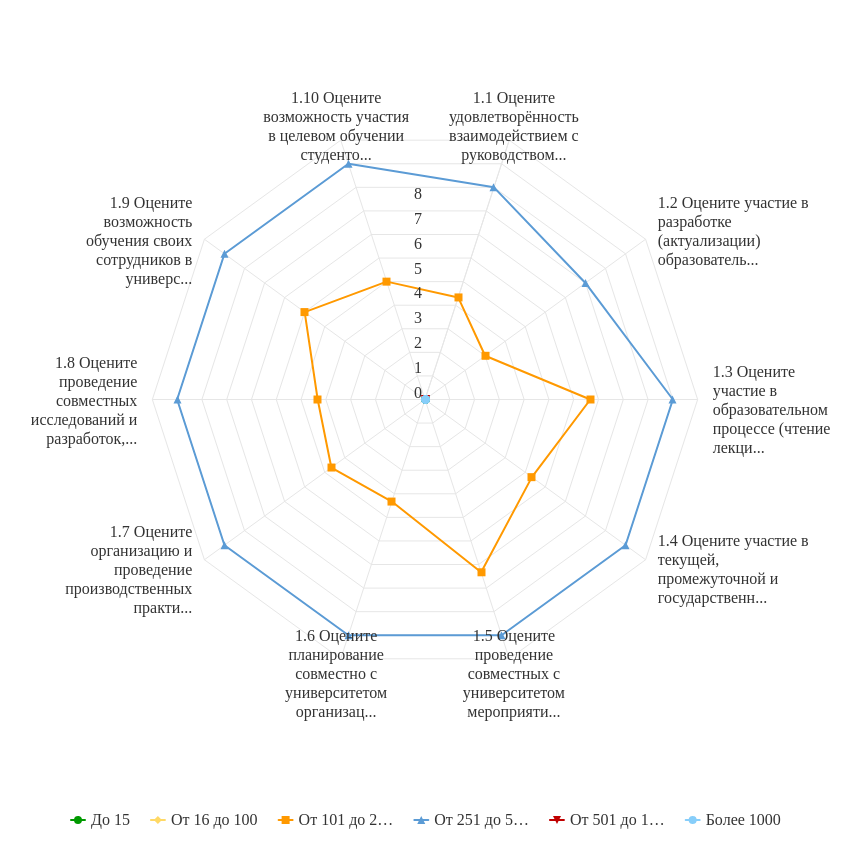 1.10 Оцените
возможность участия
в целевом обучении
студенто...
1.1 Оцените
удовлетворённость
взаимодействием с
руководством...
1.2 Оцените участие в
разработке
(актуализации)
образователь...
1.3 Оцените
участие в
образовательном
процессе (чтение
лекци...
1.4 Оцените участие в
текущей,
промежуточной и
государственн...
1.5 Оцените
проведение
совместных с
университетом
мероприяти...
1.6 Оцените
планирование
совместно с
университетом
организац...
1.7 Оцените
организацию и
проведение
производственных
практи...
1.8 Оцените
проведение
совместных
исследований и
разработок,...
1.9 Оцените
возможность
обучения своих
сотрудников в
универс...
8
7
6
5
4
3
2
1
0
До 15
От 16 до 100
От 101 до 2…
От 251 до 5…
От 501 до 1…
Более 1000